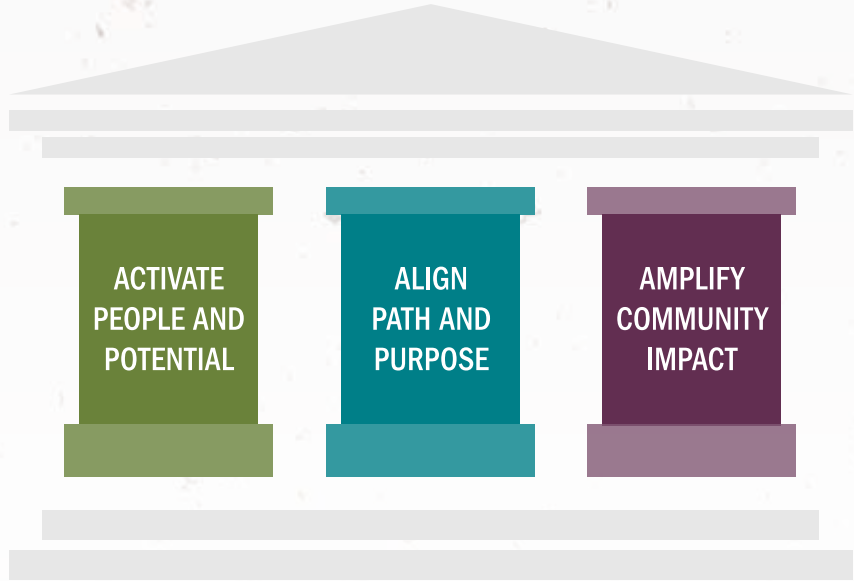 ACTIVATE
PEOPLE AND
POTENTIAL
ALIGN
PATH AND
PURPOSE
AMPLIFY
COMMUNITY
IMPACT